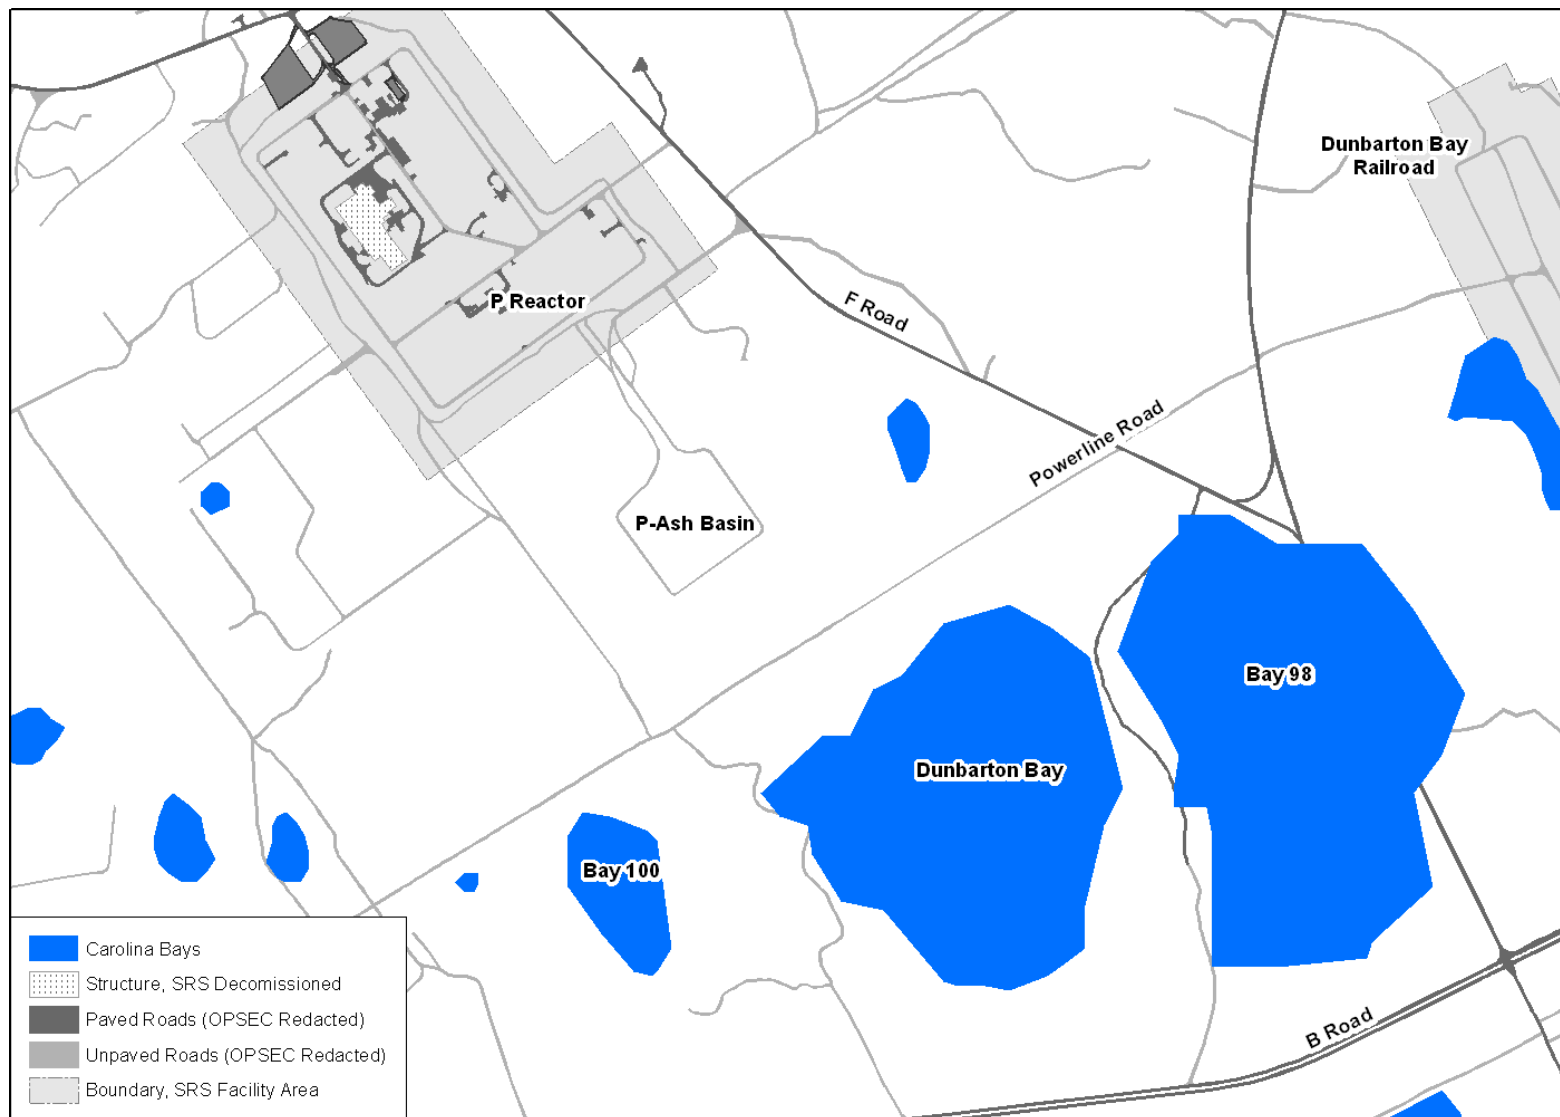 Dunbarton Bay
Railroad
P Reactor
F Road
Powerline Road
P-Ash Basin
Bay 98
Dunbarton Bay
Bay 100
B Road
Carolina Bays
Structure, SRS Decomissioned
Paved Roads (OPSEC Redacted)
Unpaved Roads (OPSEC Redacted)
Boundary, SRS Facility Area